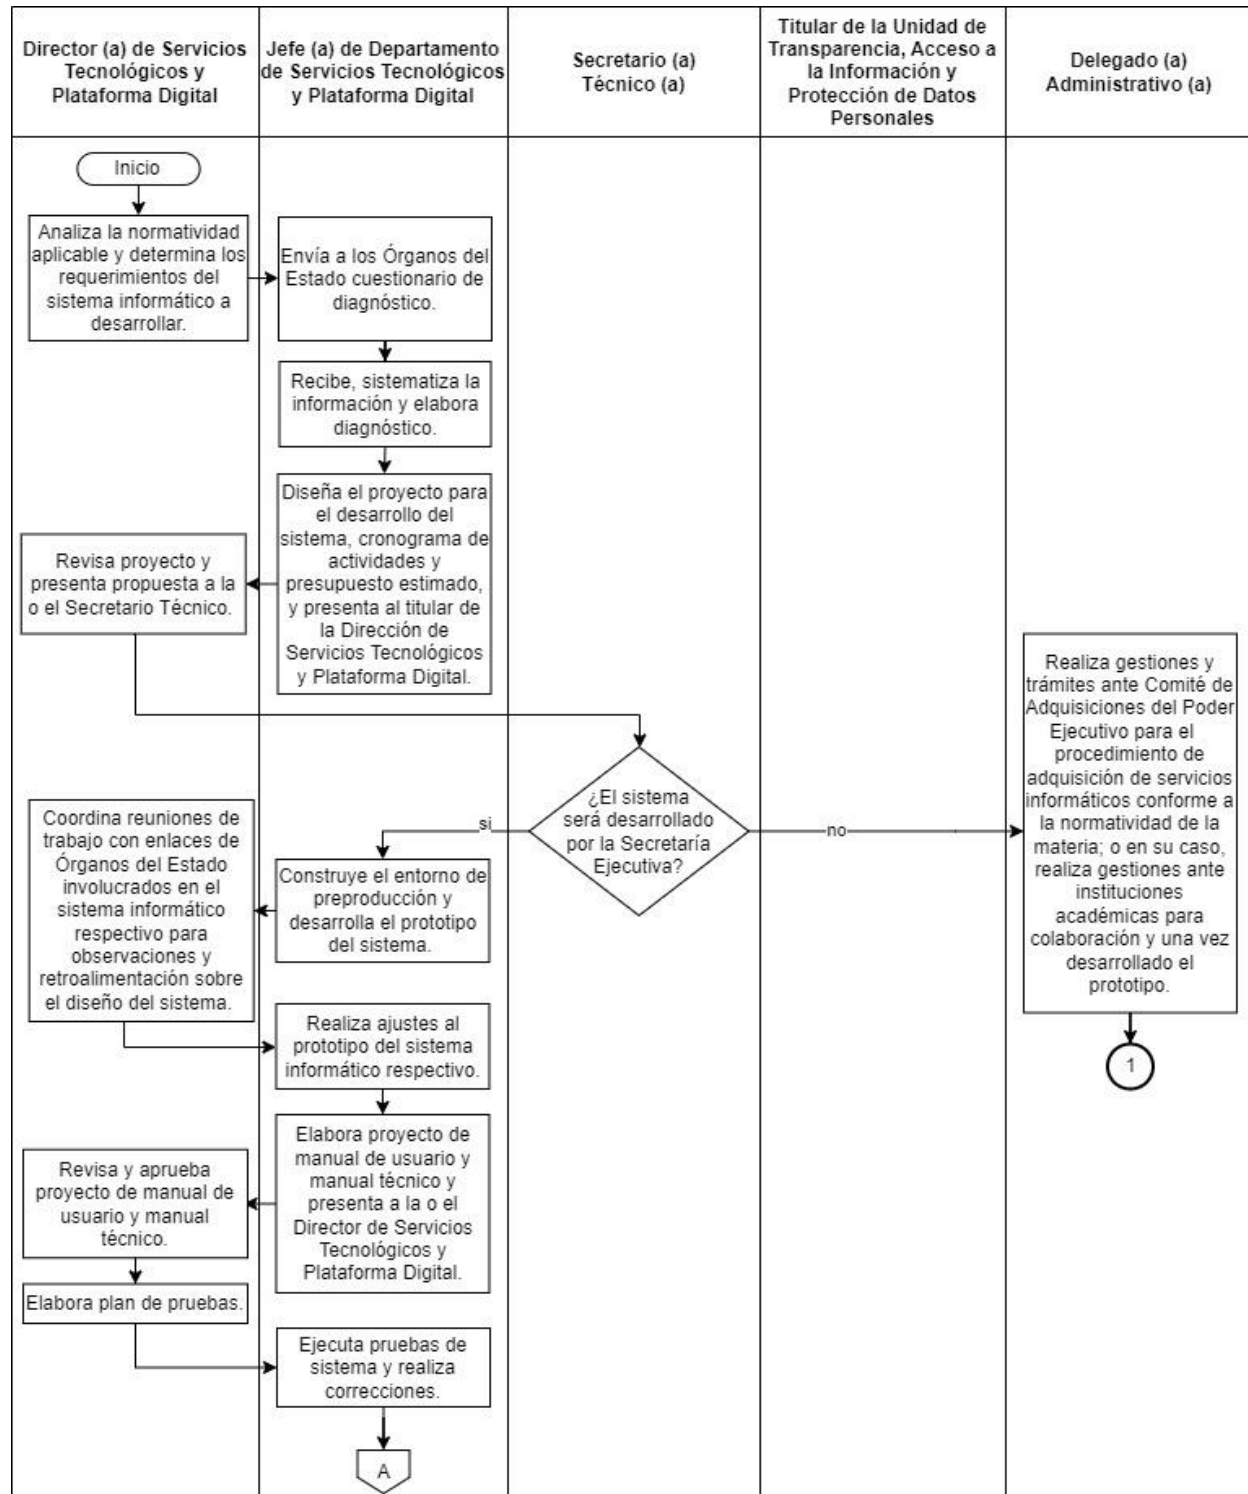 Director (a) de Servicios
Tecnológicos y
Plataforma Digital
Jefe (a) de Departamento
de Servicios Tecnológicos
y Plataforma Digital
Secretario (a)
Técnico (a)
Titular de la Unidad de
Transparencia, Acceso a
la Información y
Protección de Datos
Personales
Delegado (a)
Administrativo (a)
Inicio
Analiza la normatividad
aplicable y determina los
requerimientos del
sistema informático a
desarrollar.
Envía a los Órganos del
Estado cuestionario de
diagnóstico.
Recibe, sistematiza la
información y elabora
diagnóstico.
Diseña el proyecto para
el desarrollo del
sistema, cronograma de
actividades y
presupuesto estimado,
y presenta al titular de
la Dirección de
Servicios Tecnológicos
y Plataforma Digital.
Revisa proyecto y
presenta propuesta a la
o el Secretario Técnico.
¿El sistema
será desarrollado
por la Secretaría
Ejecutiva?
si
no
Realiza gestiones y
trámites ante Comité de
Adquisiciones del Poder
Ejecutivo para el
procedimiento de
adquisición de servicios
informáticos conforme a
la normatividad de la
materia; o en su caso,
realiza gestiones ante
instituciones
académicas para
colaboración y una vez
desarrollado el
prototipo.
1
Construye el entorno de
preproducción y
desarrolla el prototipo
del sistema.
Coordina reuniones de
trabajo con enlaces de
Órganos del Estado
involucrados en el
sistema informático
respectivo para
observaciones y
retroalimentación sobre
el diseño del sistema.
Realiza ajustes al
prototipo del sistema
informático respectivo.
Elabora proyecto de
manual de usuario y
manual técnico y
presenta a la o el
Director de Servicios
Tecnológicos y
Plataforma Digital.
Revisa y aprueba
proyecto de manual de
usuario y manual
técnico.
Elabora plan de pruebas.
Ejecuta pruebas de
sistema y realiza
correcciones.
A